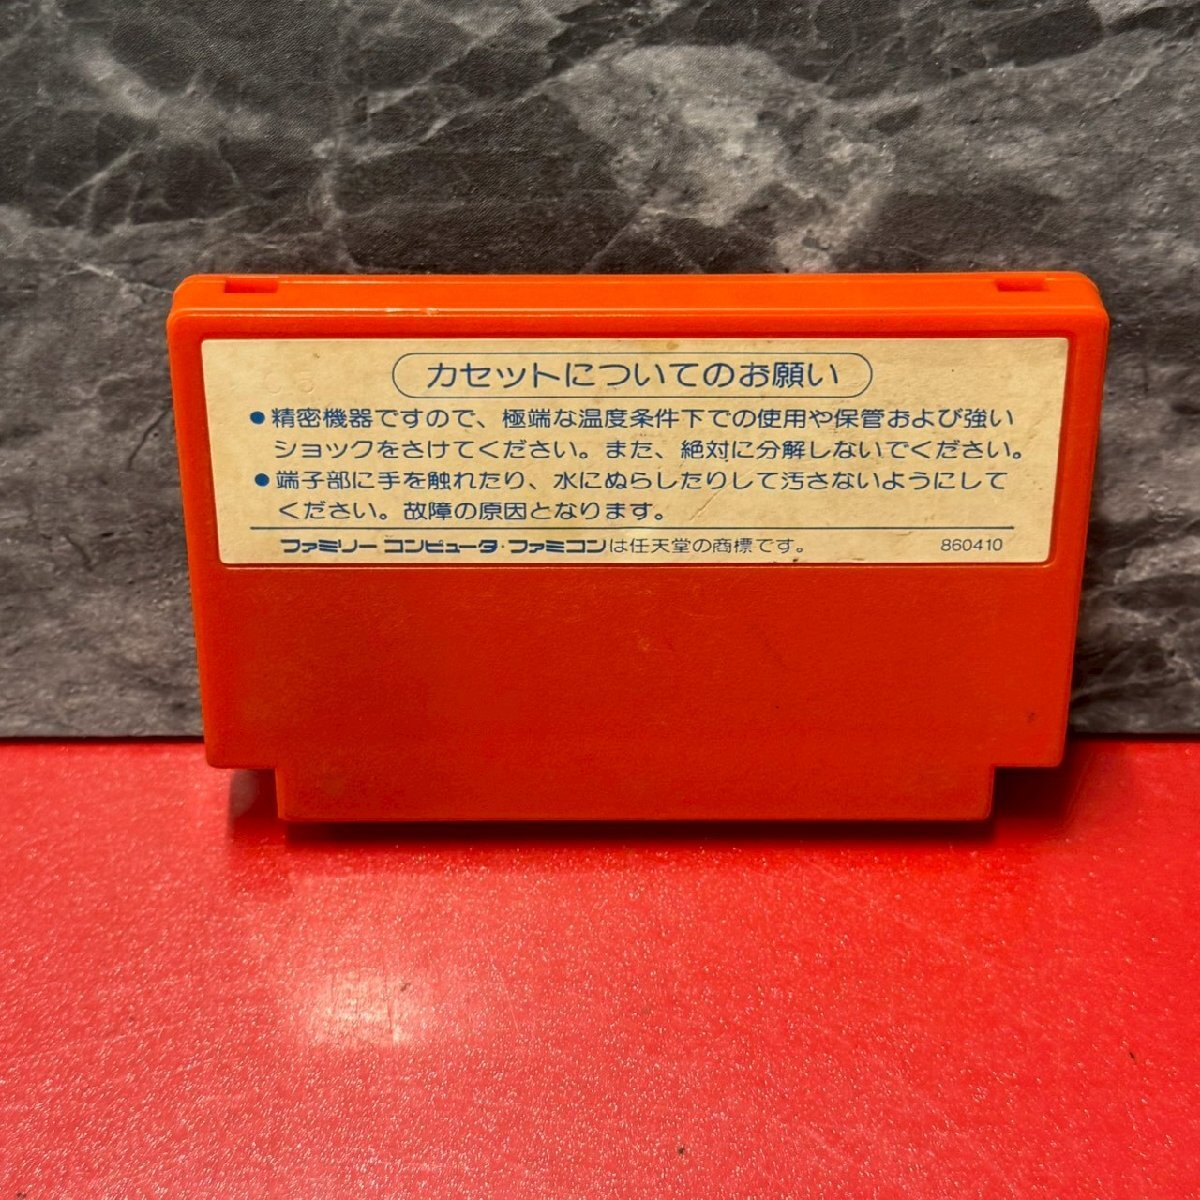 カセットについてのお願い
●精密機器ですので、極端な温度条件下での使用や保管および強い
ショックをさけてください。また、絶対に分解しないでください。
●端子部に手を触れたり、水にぬらしたりして汚さないようにして
ください。故障の原因となります。
ファミリー コンピュータ・ファミコンは任天堂の商標です。 860410